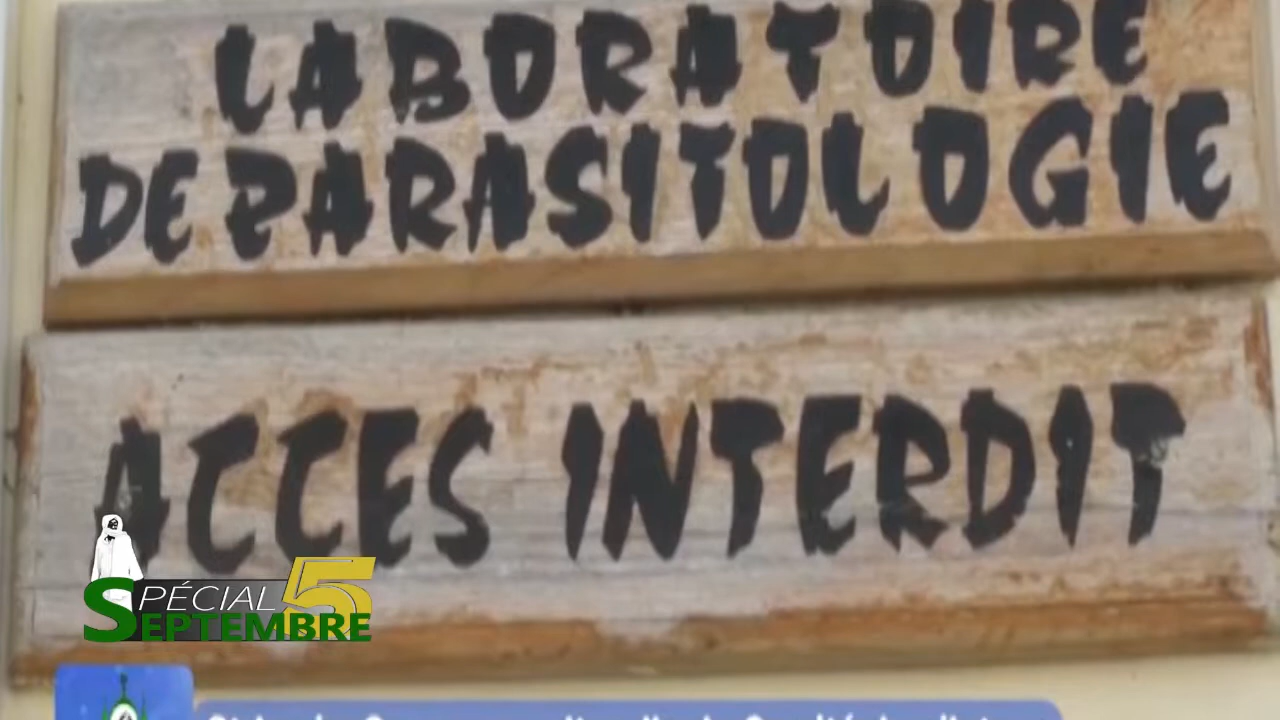 LABORATOIRE
DE PARASITOLOGIE
ACCES INTERDIT
SPÉCIAL 5
SEPTEMBRE